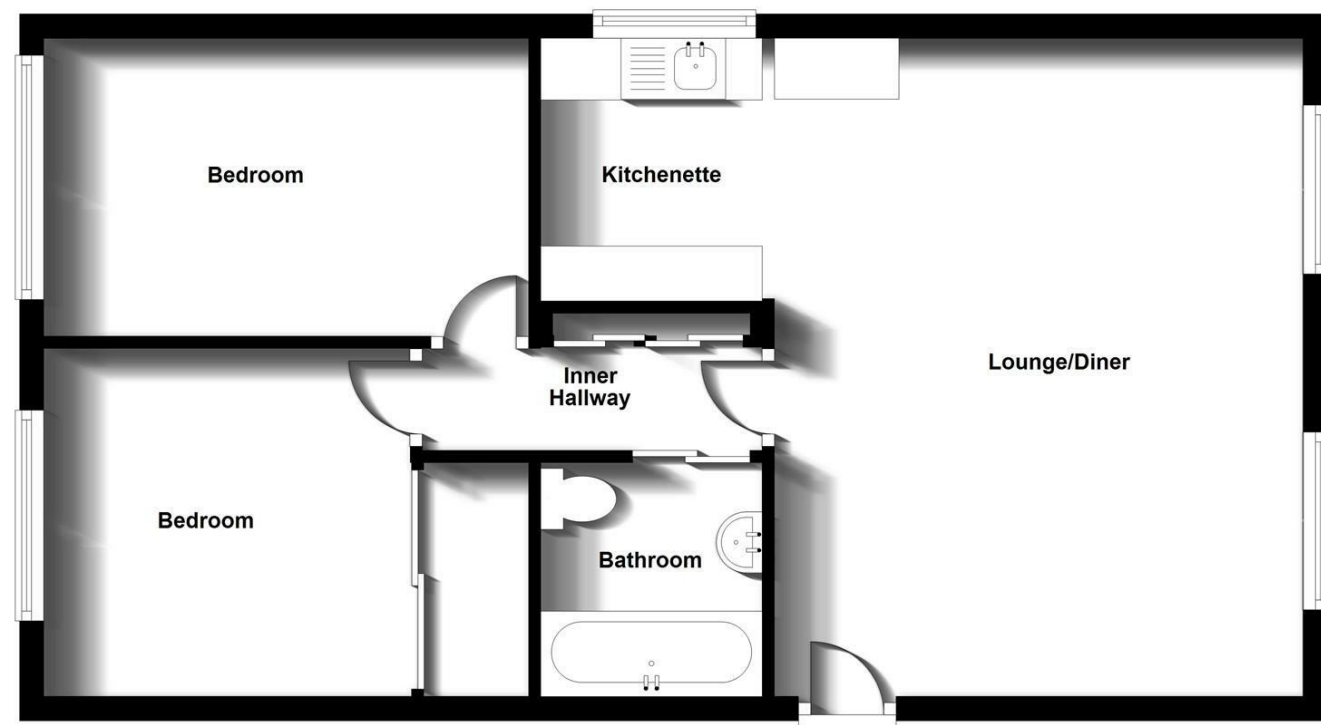 Bedroom
Kitchenette
Lounge/Diner
Inner
Hallway
Bedroom
Bathroom